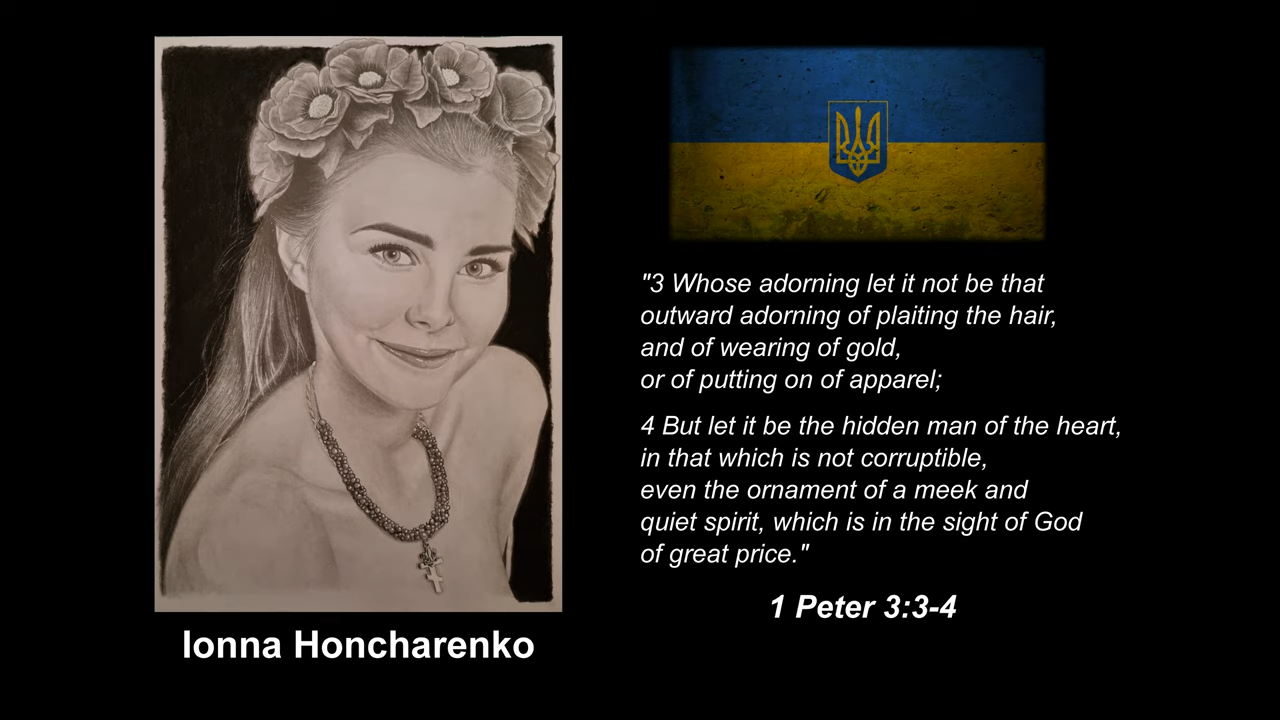 "3 Whose adorning let it not be that
outward adorning of plaiting the hair,
and of wearing of gold,
or of putting on of apparel;
4 But let it be the hidden man of the heart,
in that which is not corruptible,
even the ornament of a meek and
quiet spirit, which is in the sight of God
of great price."
1 Peter 3:3-4
Ionna Honcharenko